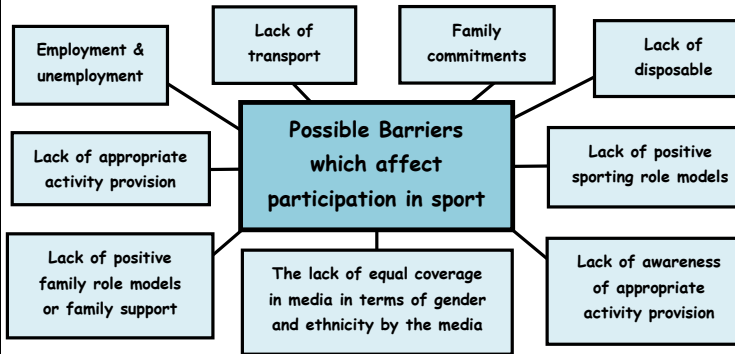 Employment &
unemployment
Lack of
transport
Family
commitments
Lack of
disposable
Possible Barriers
which affect
participation in sport
Lack of appropriate
activity provision
Lack of positive
sporting role models
Lack of positive
family role models
or family support
The lack of equal coverage
in media in terms of gender
and ethnicity by the media
Lack of awareness
of appropriate
activity provision